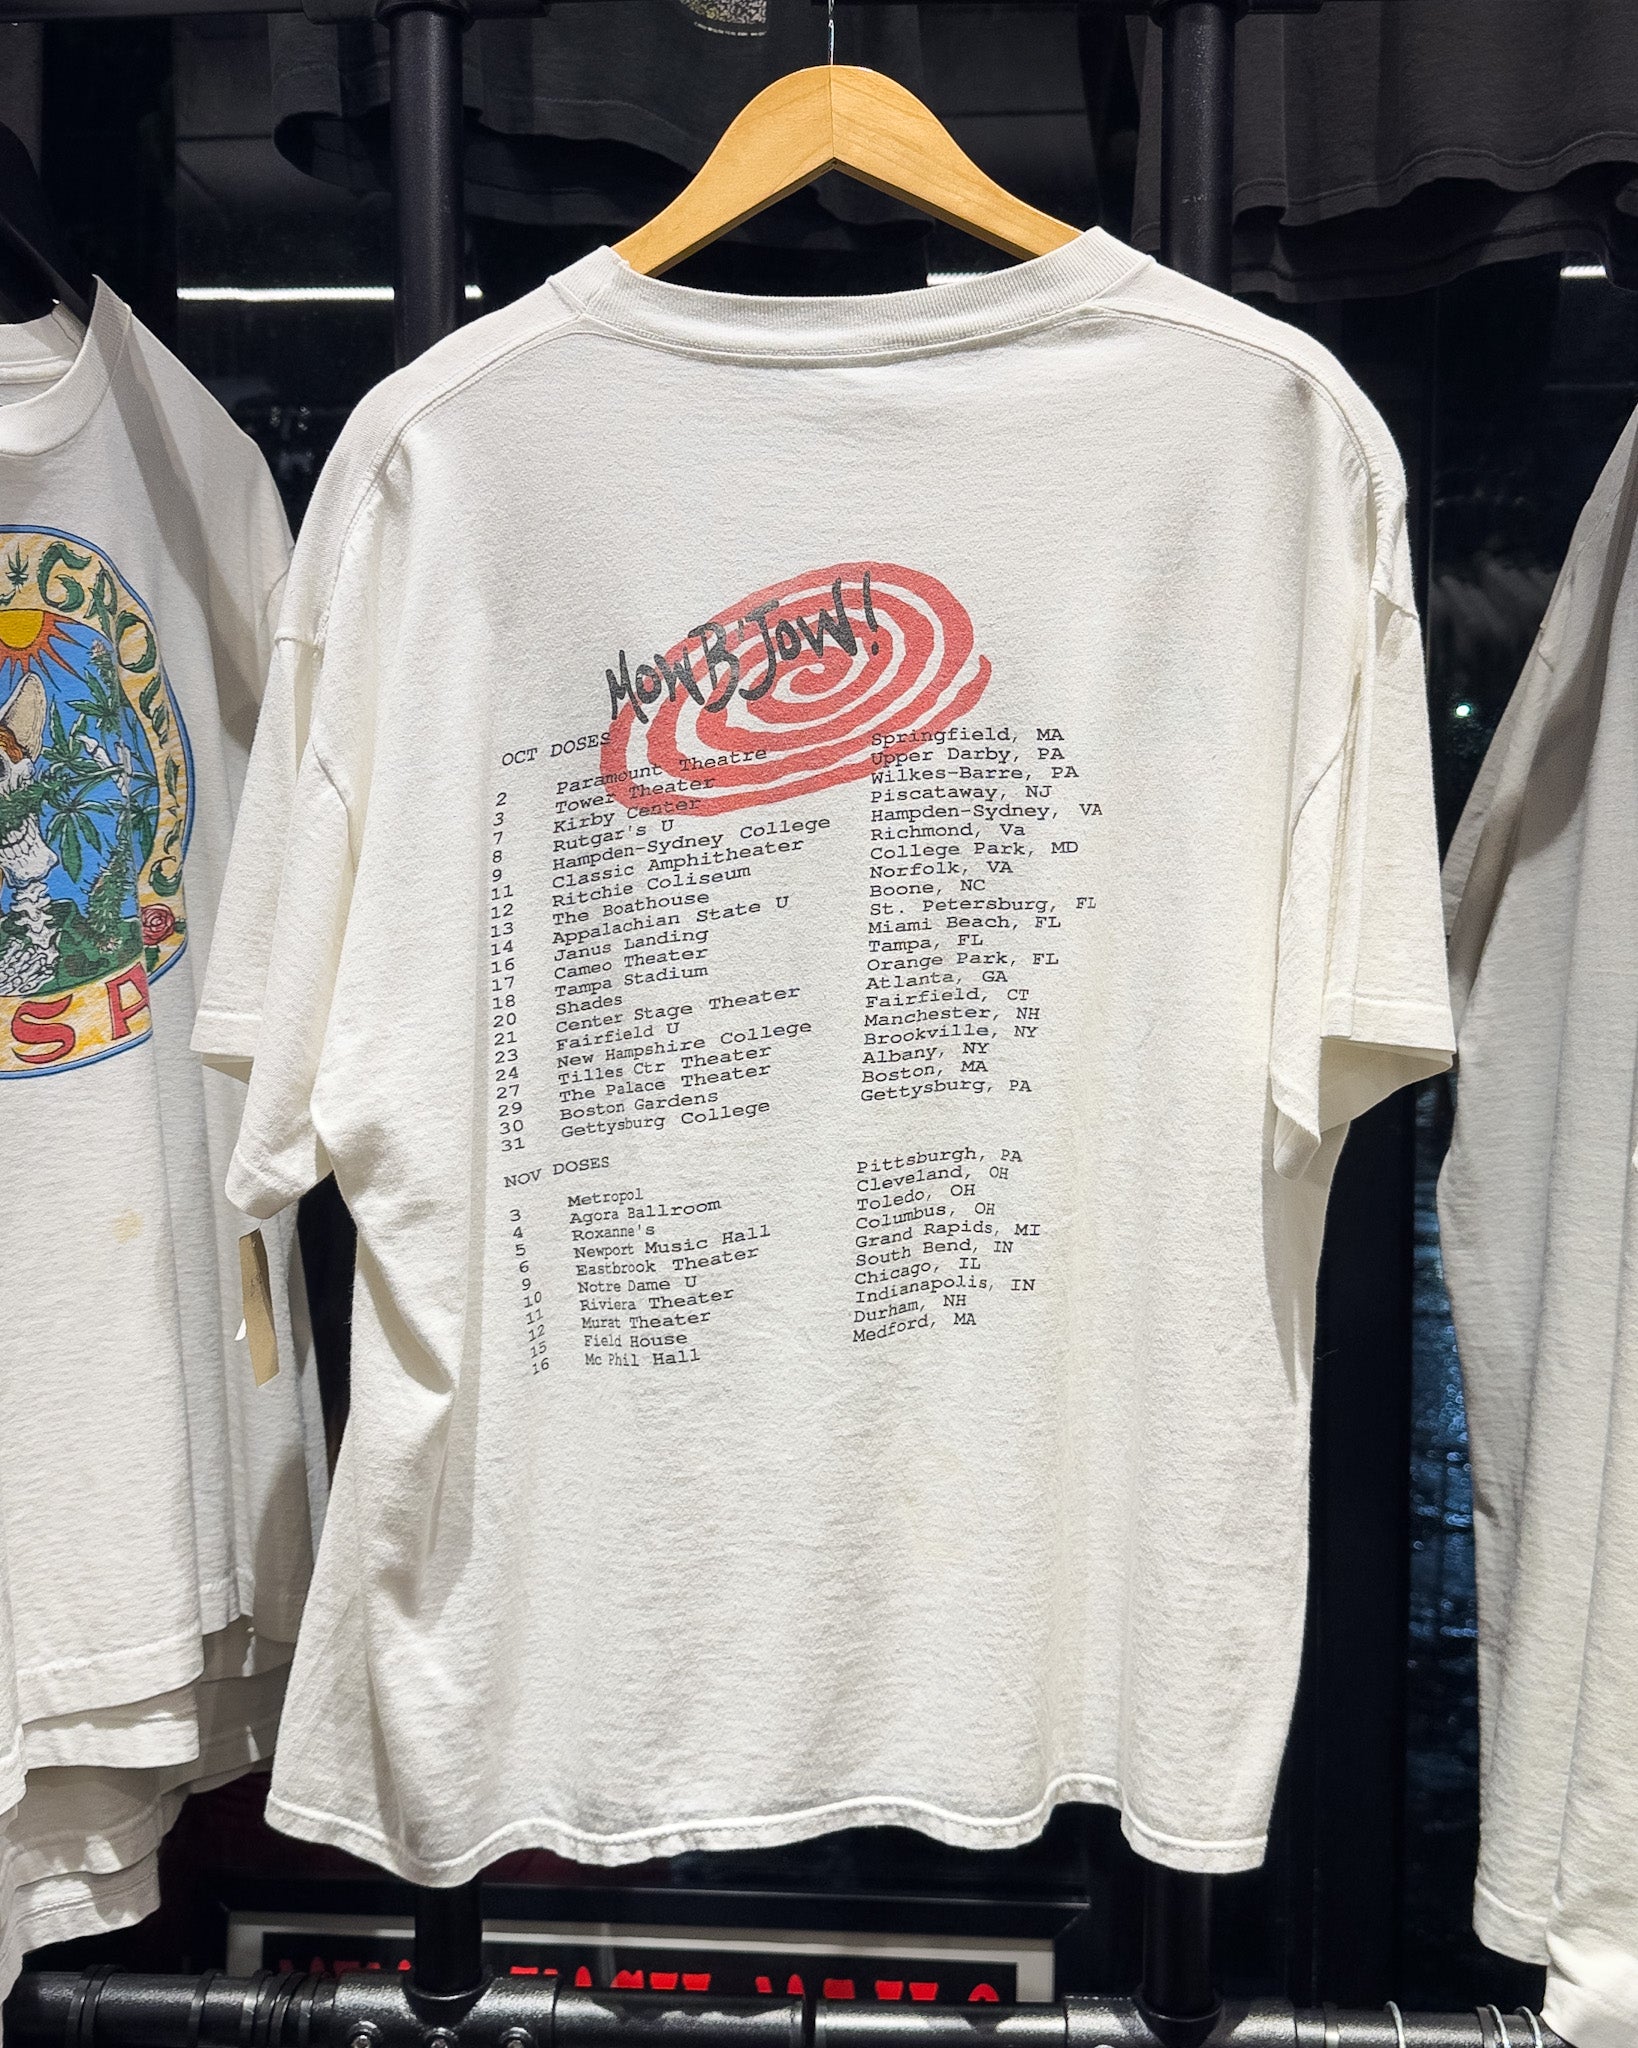 MOWB'JOW!
OCT DOSES
2 Paramount Theatre Springfield, MA
3 Tower Theater Upper Darby, PA
7 Kirby Center Wilkes-Barre, PA
8 Rutgar's U Piscataway, NJ
9 Hampden-Sydney College Hampden-Sydney, VA
11 Classic Amphitheater Richmond, Va
12 Ritchie Coliseum College Park, MD
13 The Boathouse Norfolk, VA
14 Appalachian State U Boone, NC
16 Janus Landing St. Petersburg, FL
17 Cameo Theater Miami Beach, FL
18 Tampa Stadium Tampa, FL
20 Shades Orange Park, FL
21 Center Stage Theater Atlanta, GA
23 Fairfield U Fairfield, CT
24 New Hampshire College Manchester, NH
27 Tilles Ctr Theater Brookville, NY
29 The Palace Theater Albany, NY
30 Boston Gardens Boston, MA
31 Gettysburg College Gettysburg, PA
NOV DOSES
3 Metropol Pittsburgh, PA
4 Agora Ballroom Cleveland, OH
5 Roxanne's Toledo, OH
6 Newport Music Hall Columbus, OH
9 Eastbrook Theater Grand Rapids, MI
10 Notre Dame U South Bend, IN
11 Riviera Theater Chicago, IL
12 Murat Theater Indianapolis, IN
15 Field House Durham, NH
16 Mc Phil Hall Medford, MA